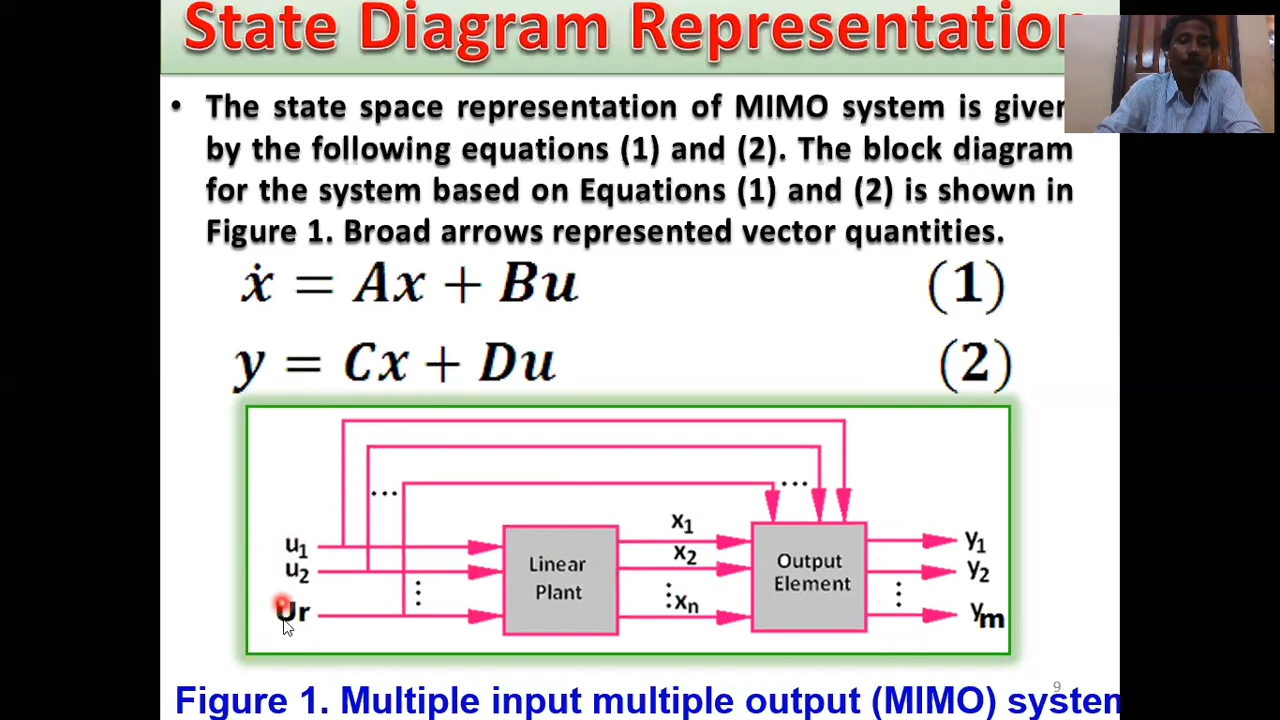 State Diagram Representation
• The state space representation of MIMO system is given
by the following equations (1) and (2). The block diagram
for the system based on Equations (1) and (2) is shown in
Figure 1. Broad arrows represented vector quantities.
ẋ = Ax + Bu (1)
y = Cx + Du (2)
... ...
u₁ Linear Plant x₁ Output Element y₁
u₂ x₂ y₂
⋮ ⋮ ⋮
Ur xₙ yₘ
9
Figure 1. Multiple input multiple output (MIMO) system